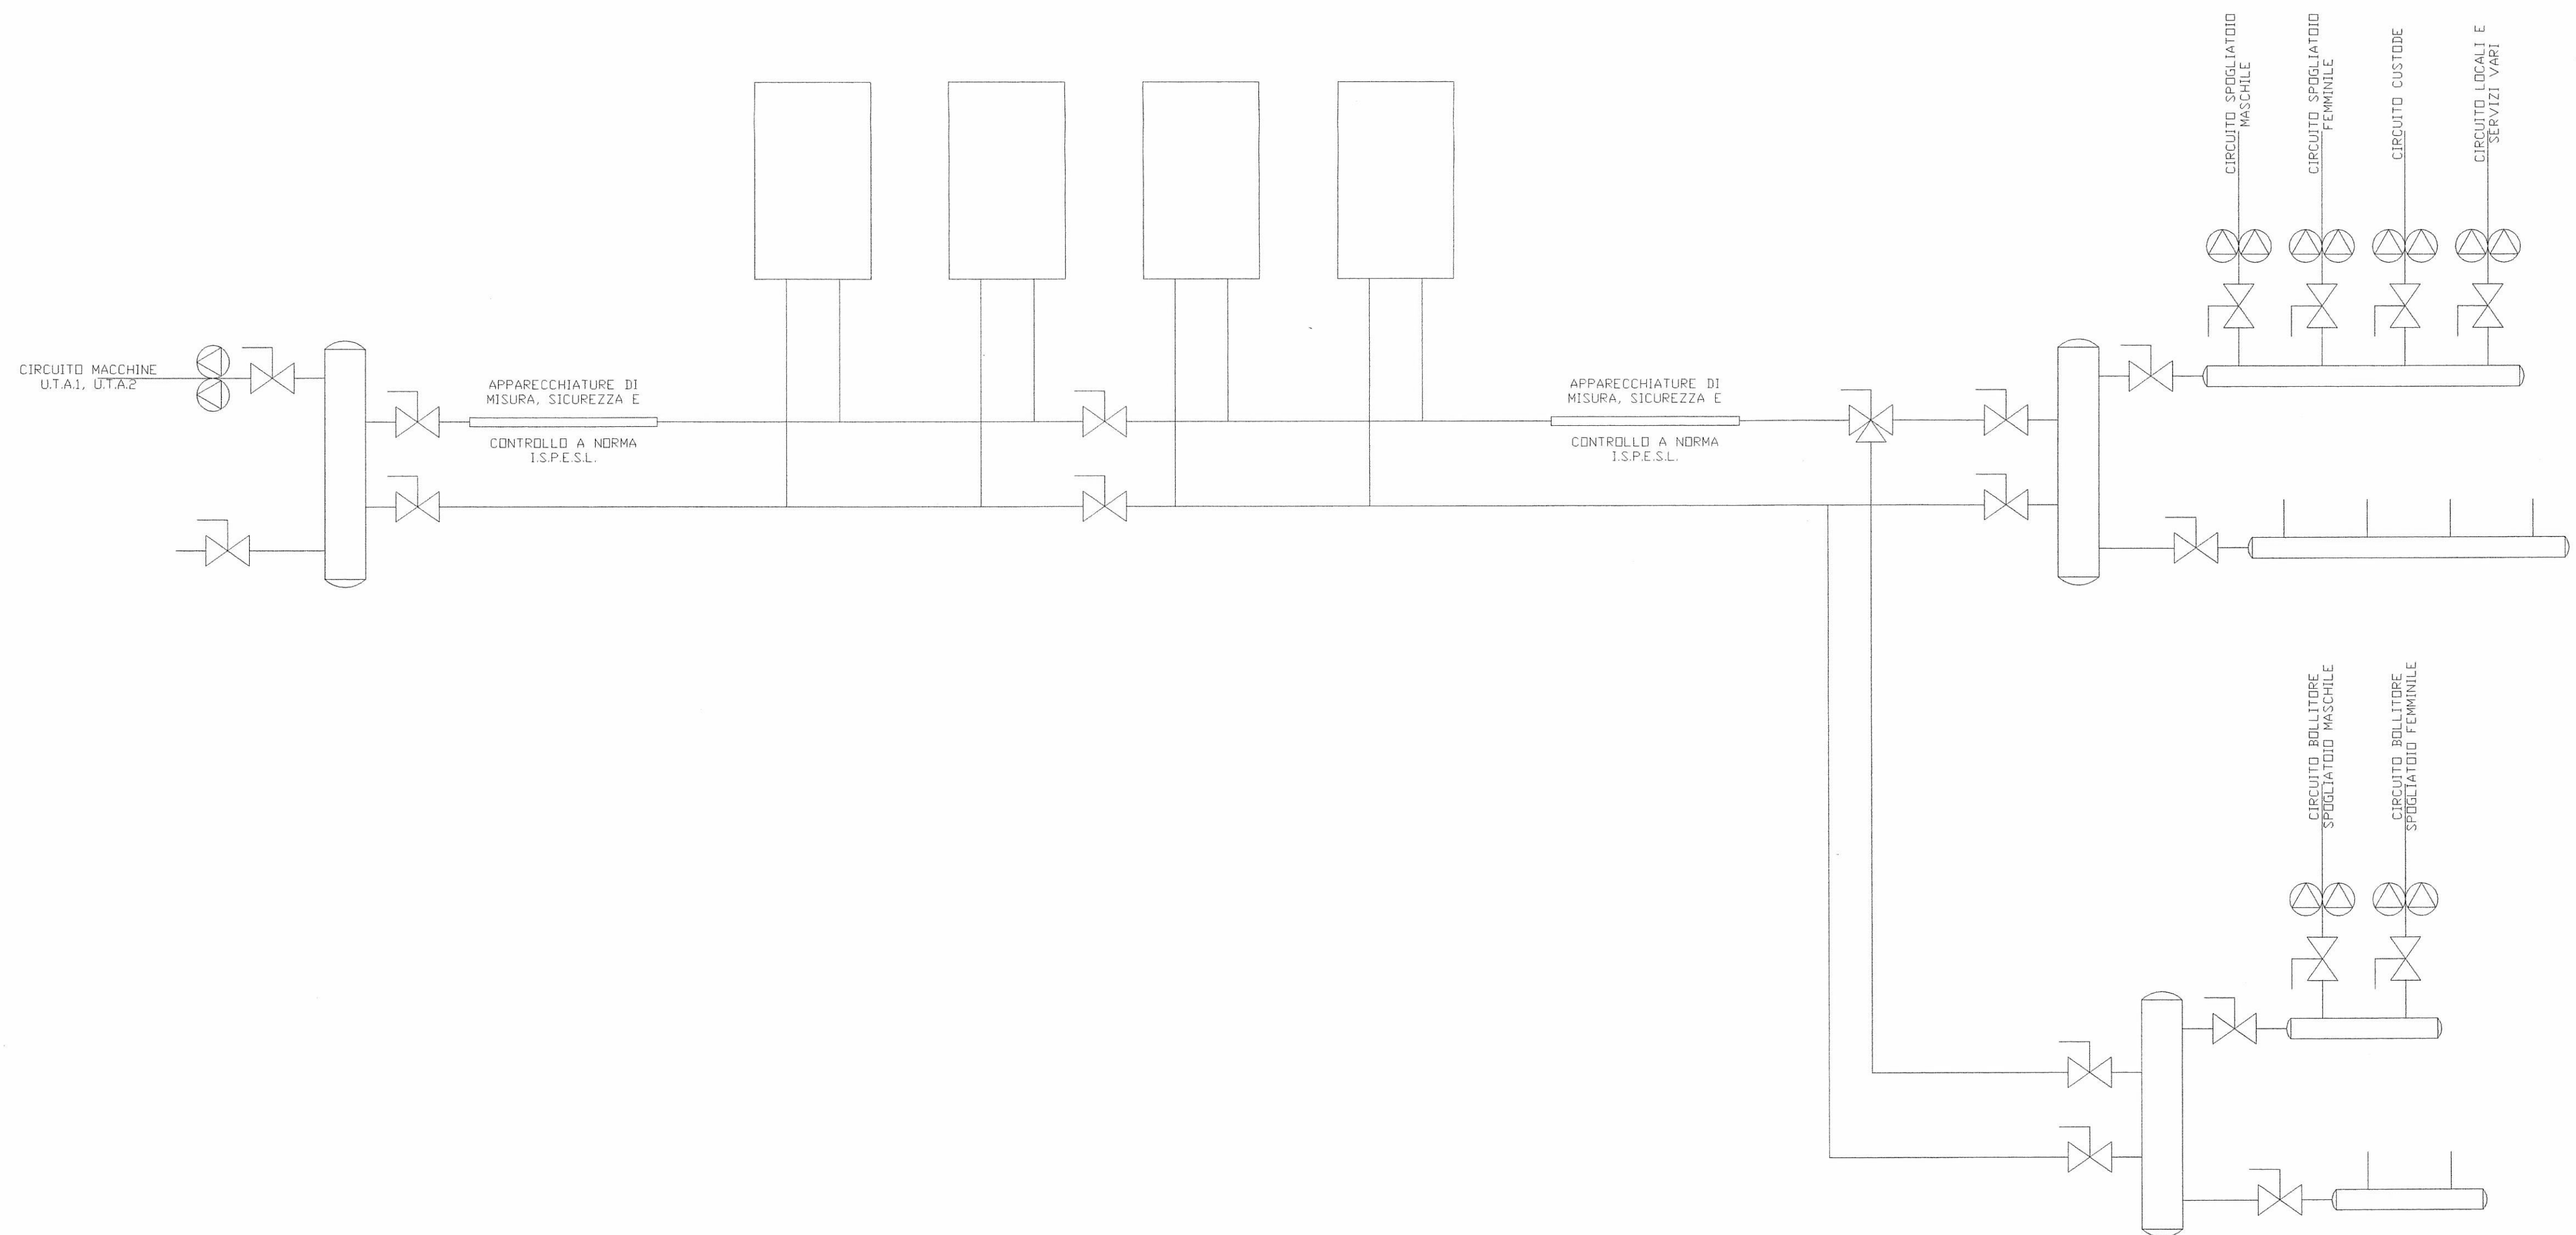 CIRCUITO MACCHINE
U.T.A.1, U.T.A.2
APPARECCHIATURE DI
MISURA, SICUREZZA E
CONTROLLO A NORMA
I.S.P.E.S.L.
APPARECCHIATURE DI
MISURA, SICUREZZA E
CONTROLLO A NORMA
I.S.P.E.S.L.
CIRCUITO SPOGLIATOIO
MASCHILE
CIRCUITO SPOGLIATOIO
FEMMINILE
CIRCUITO CUSTODE
CIRCUITO LOCALI E
SERVIZI VARI
CIRCUITO BOLLITORE
SPOGLIATOIO MASCHILE
CIRCUITO BOLLITORE
SPOGLIATOIO FEMMINILE